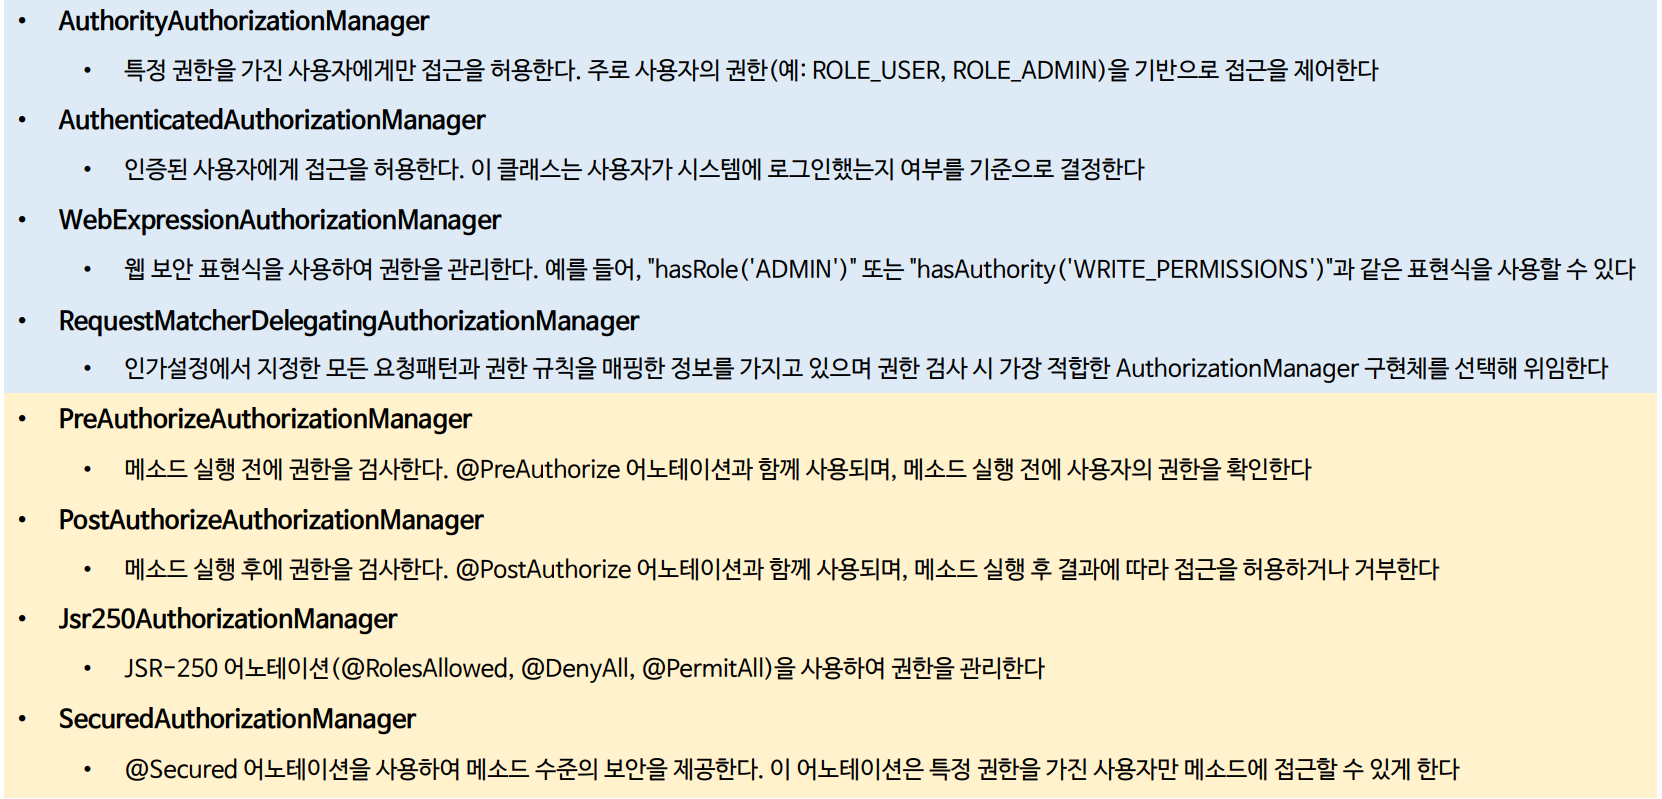 • AuthorityAuthorizationManager
• 특정 권한을 가진 사용자에게만 접근을 허용한다. 주로 사용자의 권한(예: ROLE_USER, ROLE_ADMIN)을 기반으로 접근을 제어한다
• AuthenticatedAuthorizationManager
• 인증된 사용자에게 접근을 허용한다. 이 클래스는 사용자가 시스템에 로그인했는지 여부를 기준으로 결정한다
• WebExpressionAuthorizationManager
• 웹 보안 표현식을 사용하여 권한을 관리한다. 예를 들어, "hasRole('ADMIN')" 또는 "hasAuthority('WRITE_PERMISSIONS')"과 같은 표현식을 사용할 수 있다
• RequestMatcherDelegatingAuthorizationManager
• 인가설정에서 지정한 모든 요청패턴과 권한 규칙을 매핑한 정보를 가지고 있으며 권한 검사 시 가장 적합한 AuthorizationManager 구현체를 선택해 위임한다
• PreAuthorizeAuthorizationManager
• 메소드 실행 전에 권한을 검사한다. @PreAuthorize 어노테이션과 함께 사용되며, 메소드 실행 전에 사용자의 권한을 확인한다
• PostAuthorizeAuthorizationManager
• 메소드 실행 후에 권한을 검사한다. @PostAuthorize 어노테이션과 함께 사용되며, 메소드 실행 후 결과에 따라 접근을 허용하거나 거부한다
• Jsr250AuthorizationManager
• JSR-250 어노테이션(@RolesAllowed, @DenyAll, @PermitAll)을 사용하여 권한을 관리한다
• SecuredAuthorizationManager
• @Secured 어노테이션을 사용하여 메소드 수준의 보안을 제공한다. 이 어노테이션은 특정 권한을 가진 사용자만 메소드에 접근할 수 있게 한다